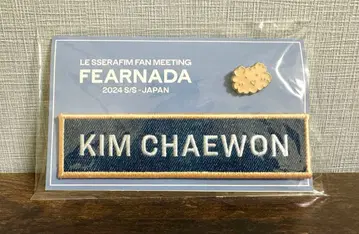 LE SSERAFIM FAN MEETING
FEARNADA
2024 S/S - JAPAN
KIM CHAEWON